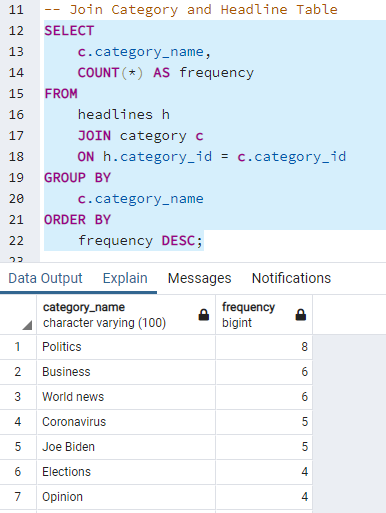 11 -- Join Category and Headline Table
12 SELECT
13 c.category_name,
14 COUNT(*) AS frequency
15 FROM
16 headlines h
17 JOIN category c
18 ON h.category_id = c.category_id
19 GROUP BY
20 c.category_name
21 ORDER BY
22 frequency DESC;
23
Data Output Explain Messages Notifications
category_name frequency
character varying (100) bigint
1 Politics 8
2 Business 6
3 World news 6
4 Coronavirus 5
5 Joe Biden 5
6 Elections 4
7 Opinion 4